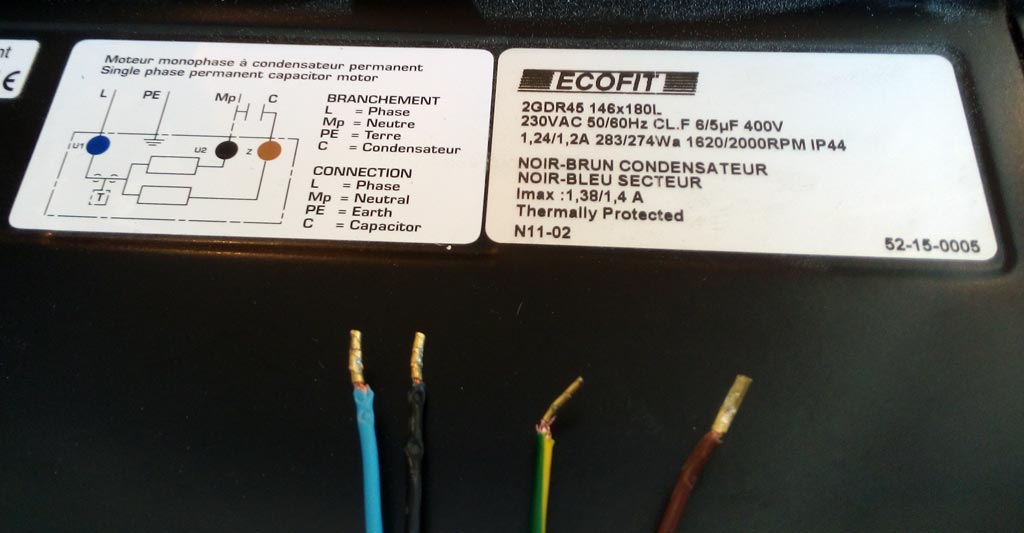 nt
CE
Moteur monophase à condensateur permanent
Single phase permanent capacitor motor
L PE Mp C
U1 U2 Z
T
BRANCHEMENT
L = Phase
Mp = Neutre
PE = Terre
C = Condensateur
CONNECTION
L = Phase
Mp = Neutral
PE = Earth
C = Capacitor
ECOFIT
2GDR45 146x180L
230VAC 50/60Hz CL.F 6/5µF 400V
1,24/1,2A 283/274Wa 1620/2000RPM IP44
NOIR-BRUN CONDENSATEUR
NOIR-BLEU SECTEUR
Imax :1,38/1,4 A
Thermally Protected
N11-02
52-15-0005